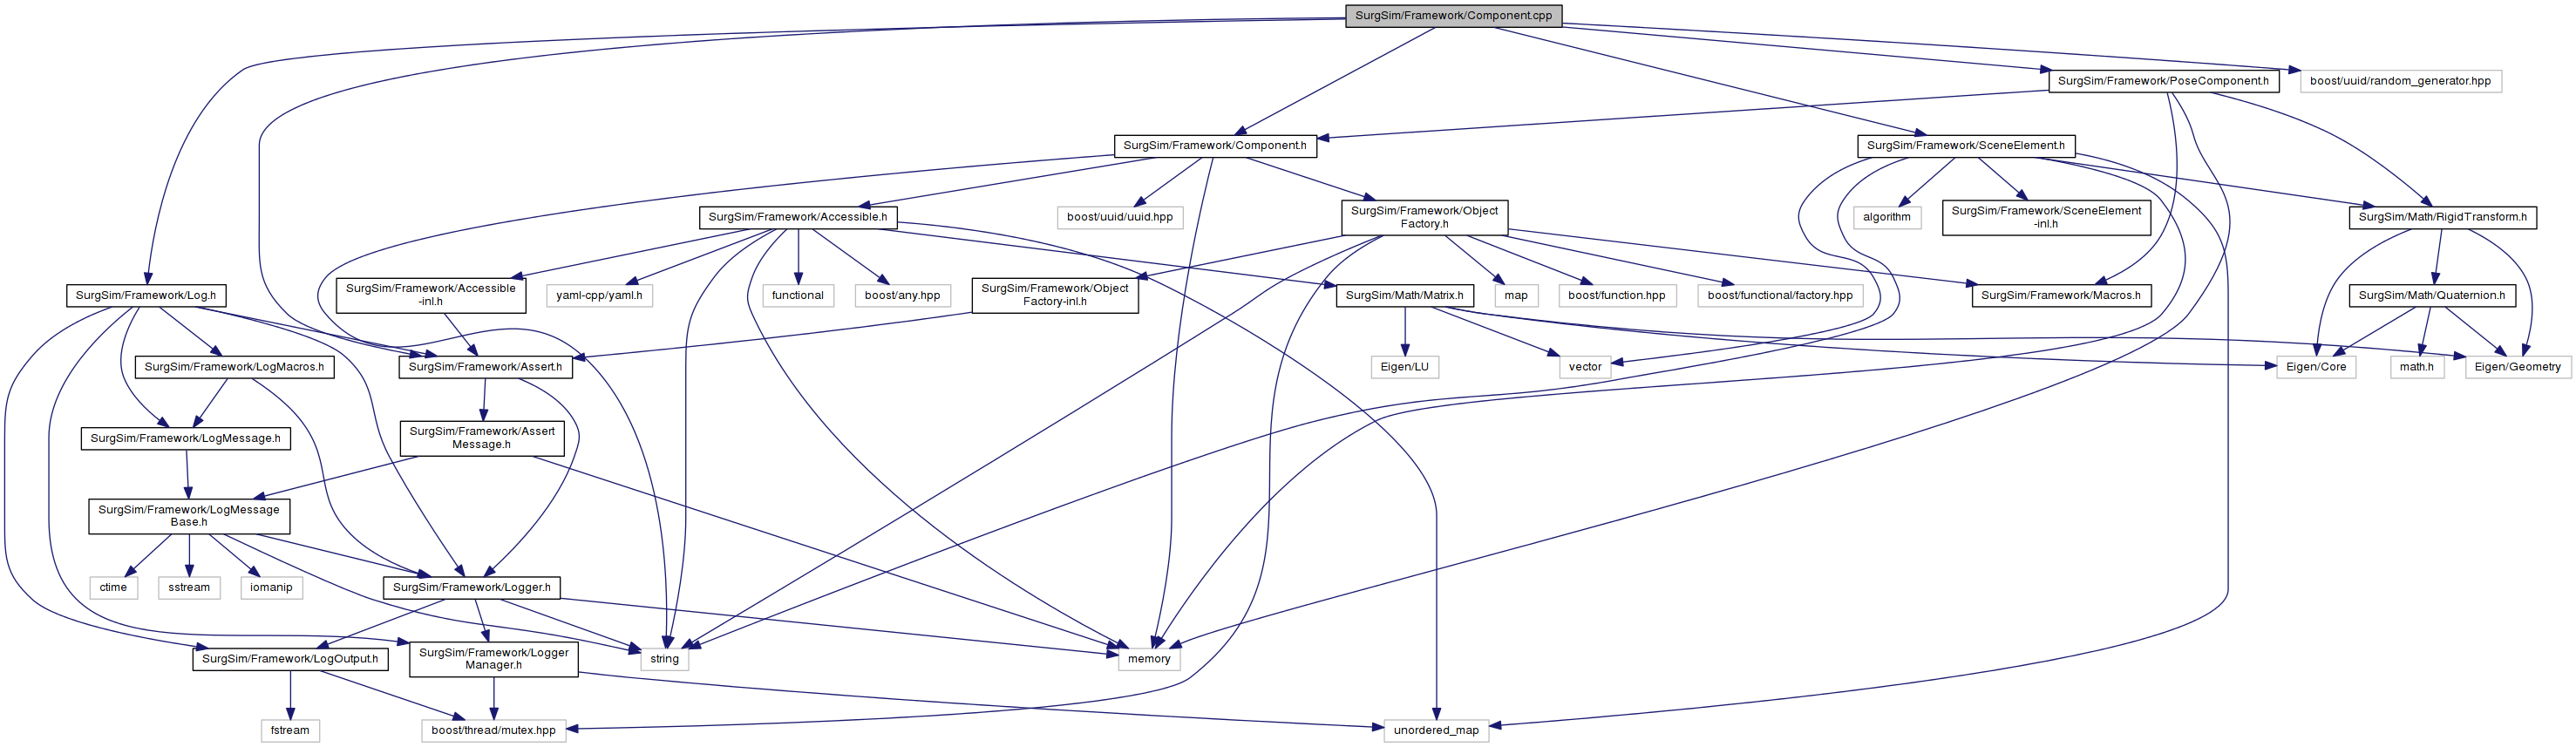 SurgSim/Framework/Component.cpp
SurgSim/Framework/PoseComponent.h
boost/uuid/random_generator.hpp
SurgSim/Framework/Component.h
SurgSim/Framework/SceneElement.h
SurgSim/Framework/Accessible.h
boost/uuid/uuid.hpp
SurgSim/Framework/Object
Factory.h
algorithm
SurgSim/Framework/SceneElement
-inl.h
SurgSim/Math/RigidTransform.h
SurgSim/Framework/Log.h
SurgSim/Framework/Accessible
-inl.h
yaml-cpp/yaml.h
functional
boost/any.hpp
SurgSim/Framework/Object
Factory-inl.h
SurgSim/Math/Matrix.h
map
boost/function.hpp
boost/functional/factory.hpp
SurgSim/Framework/Macros.h
SurgSim/Math/Quaternion.h
SurgSim/Framework/LogMacros.h
SurgSim/Framework/Assert.h
Eigen/LU
vector
Eigen/Core
math.h
Eigen/Geometry
SurgSim/Framework/LogMessage.h
SurgSim/Framework/Assert
Message.h
SurgSim/Framework/LogMessage
Base.h
ctime
sstream
iomanip
SurgSim/Framework/Logger.h
SurgSim/Framework/LogOutput.h
SurgSim/Framework/Logger
Manager.h
string
memory
fstream
boost/thread/mutex.hpp
unordered_map